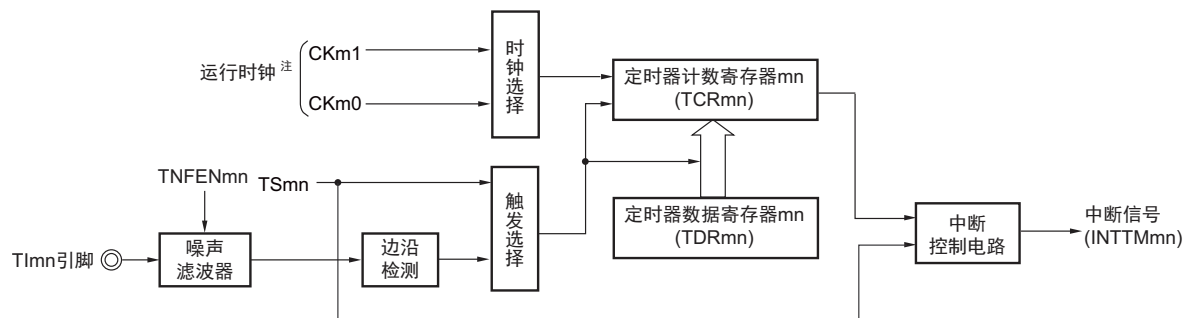 运行时钟 注
CKm1
CKm0
时钟选择
定时器计数寄存器mn
(TCRmn)
TNFENmn
TSmn
触发选择
定时器数据寄存器mn
(TDRmn)
TImn引脚
噪声
滤波器
边沿
检测
中断
控制电路
中断信号
(INTTMmn)